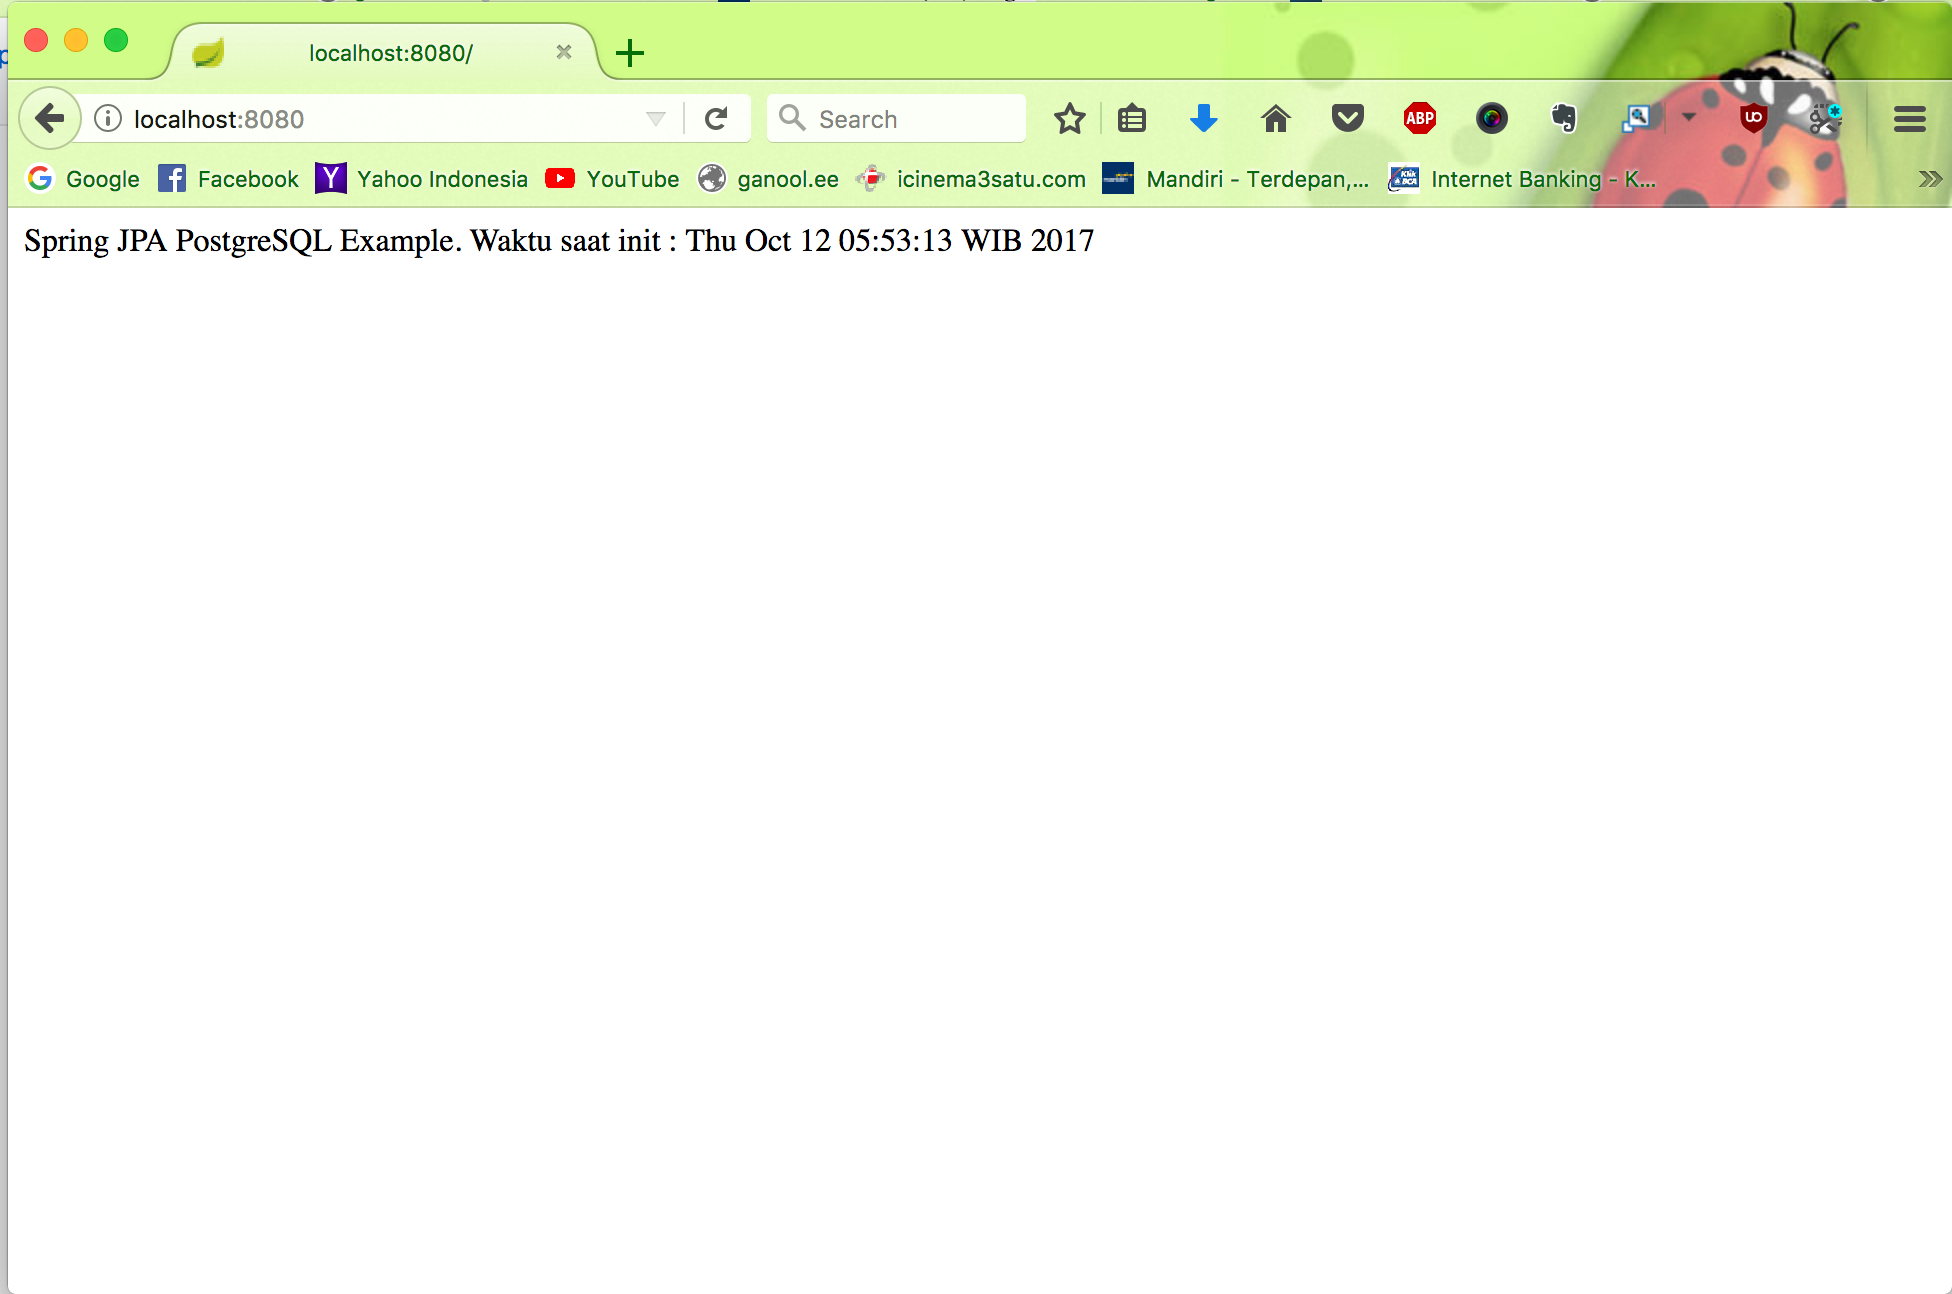 localhost:8080/
localhost:8080
Search
ABP
Google Facebook Yahoo Indonesia YouTube ganool.ee icinema3satu.com Mandiri - Terdepan,... Internet Banking - K...
Spring JPA PostgreSQL Example. Waktu saat init : Thu Oct 12 05:53:13 WIB 2017